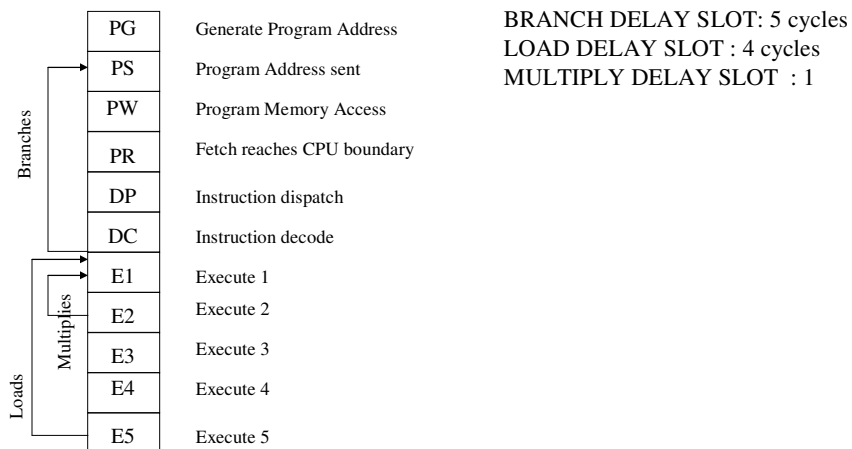 PG Generate Program Address
BRANCH DELAY SLOT: 5 cycles
PS Program Address sent
LOAD DELAY SLOT : 4 cycles
MULTIPLY DELAY SLOT : 1
PW Program Memory Access
Branches
PR Fetch reaches CPU boundary
DP Instruction dispatch
DC Instruction decode
E1 Execute 1
E2 Execute 2
Multiplies
E3 Execute 3
E4 Execute 4
Loads
E5 Execute 5